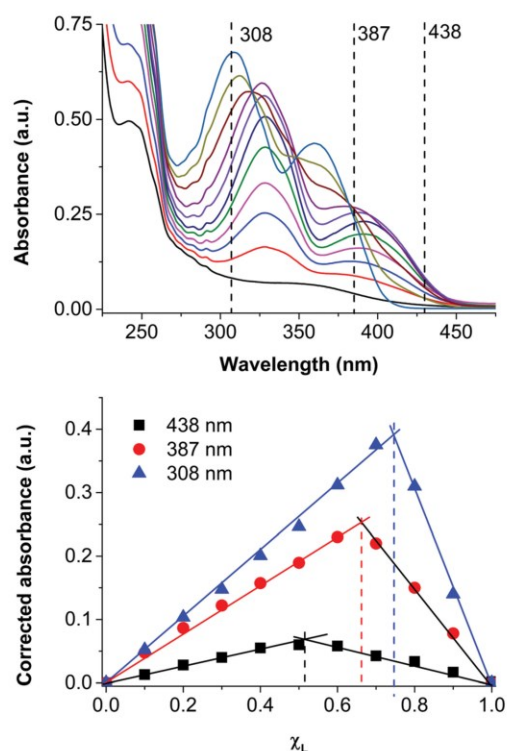 0.75
308
387
438
0.50
0.25
0.00
Absorbance (a.u.)
250 300 350 400 450
Wavelength (nm)
438 nm
387 nm
308 nm
0.4
0.3
0.2
0.1
0.0
Corrected absorbance (a.u.)
0.0 0.2 0.4 0.6 0.8 1.0
χL